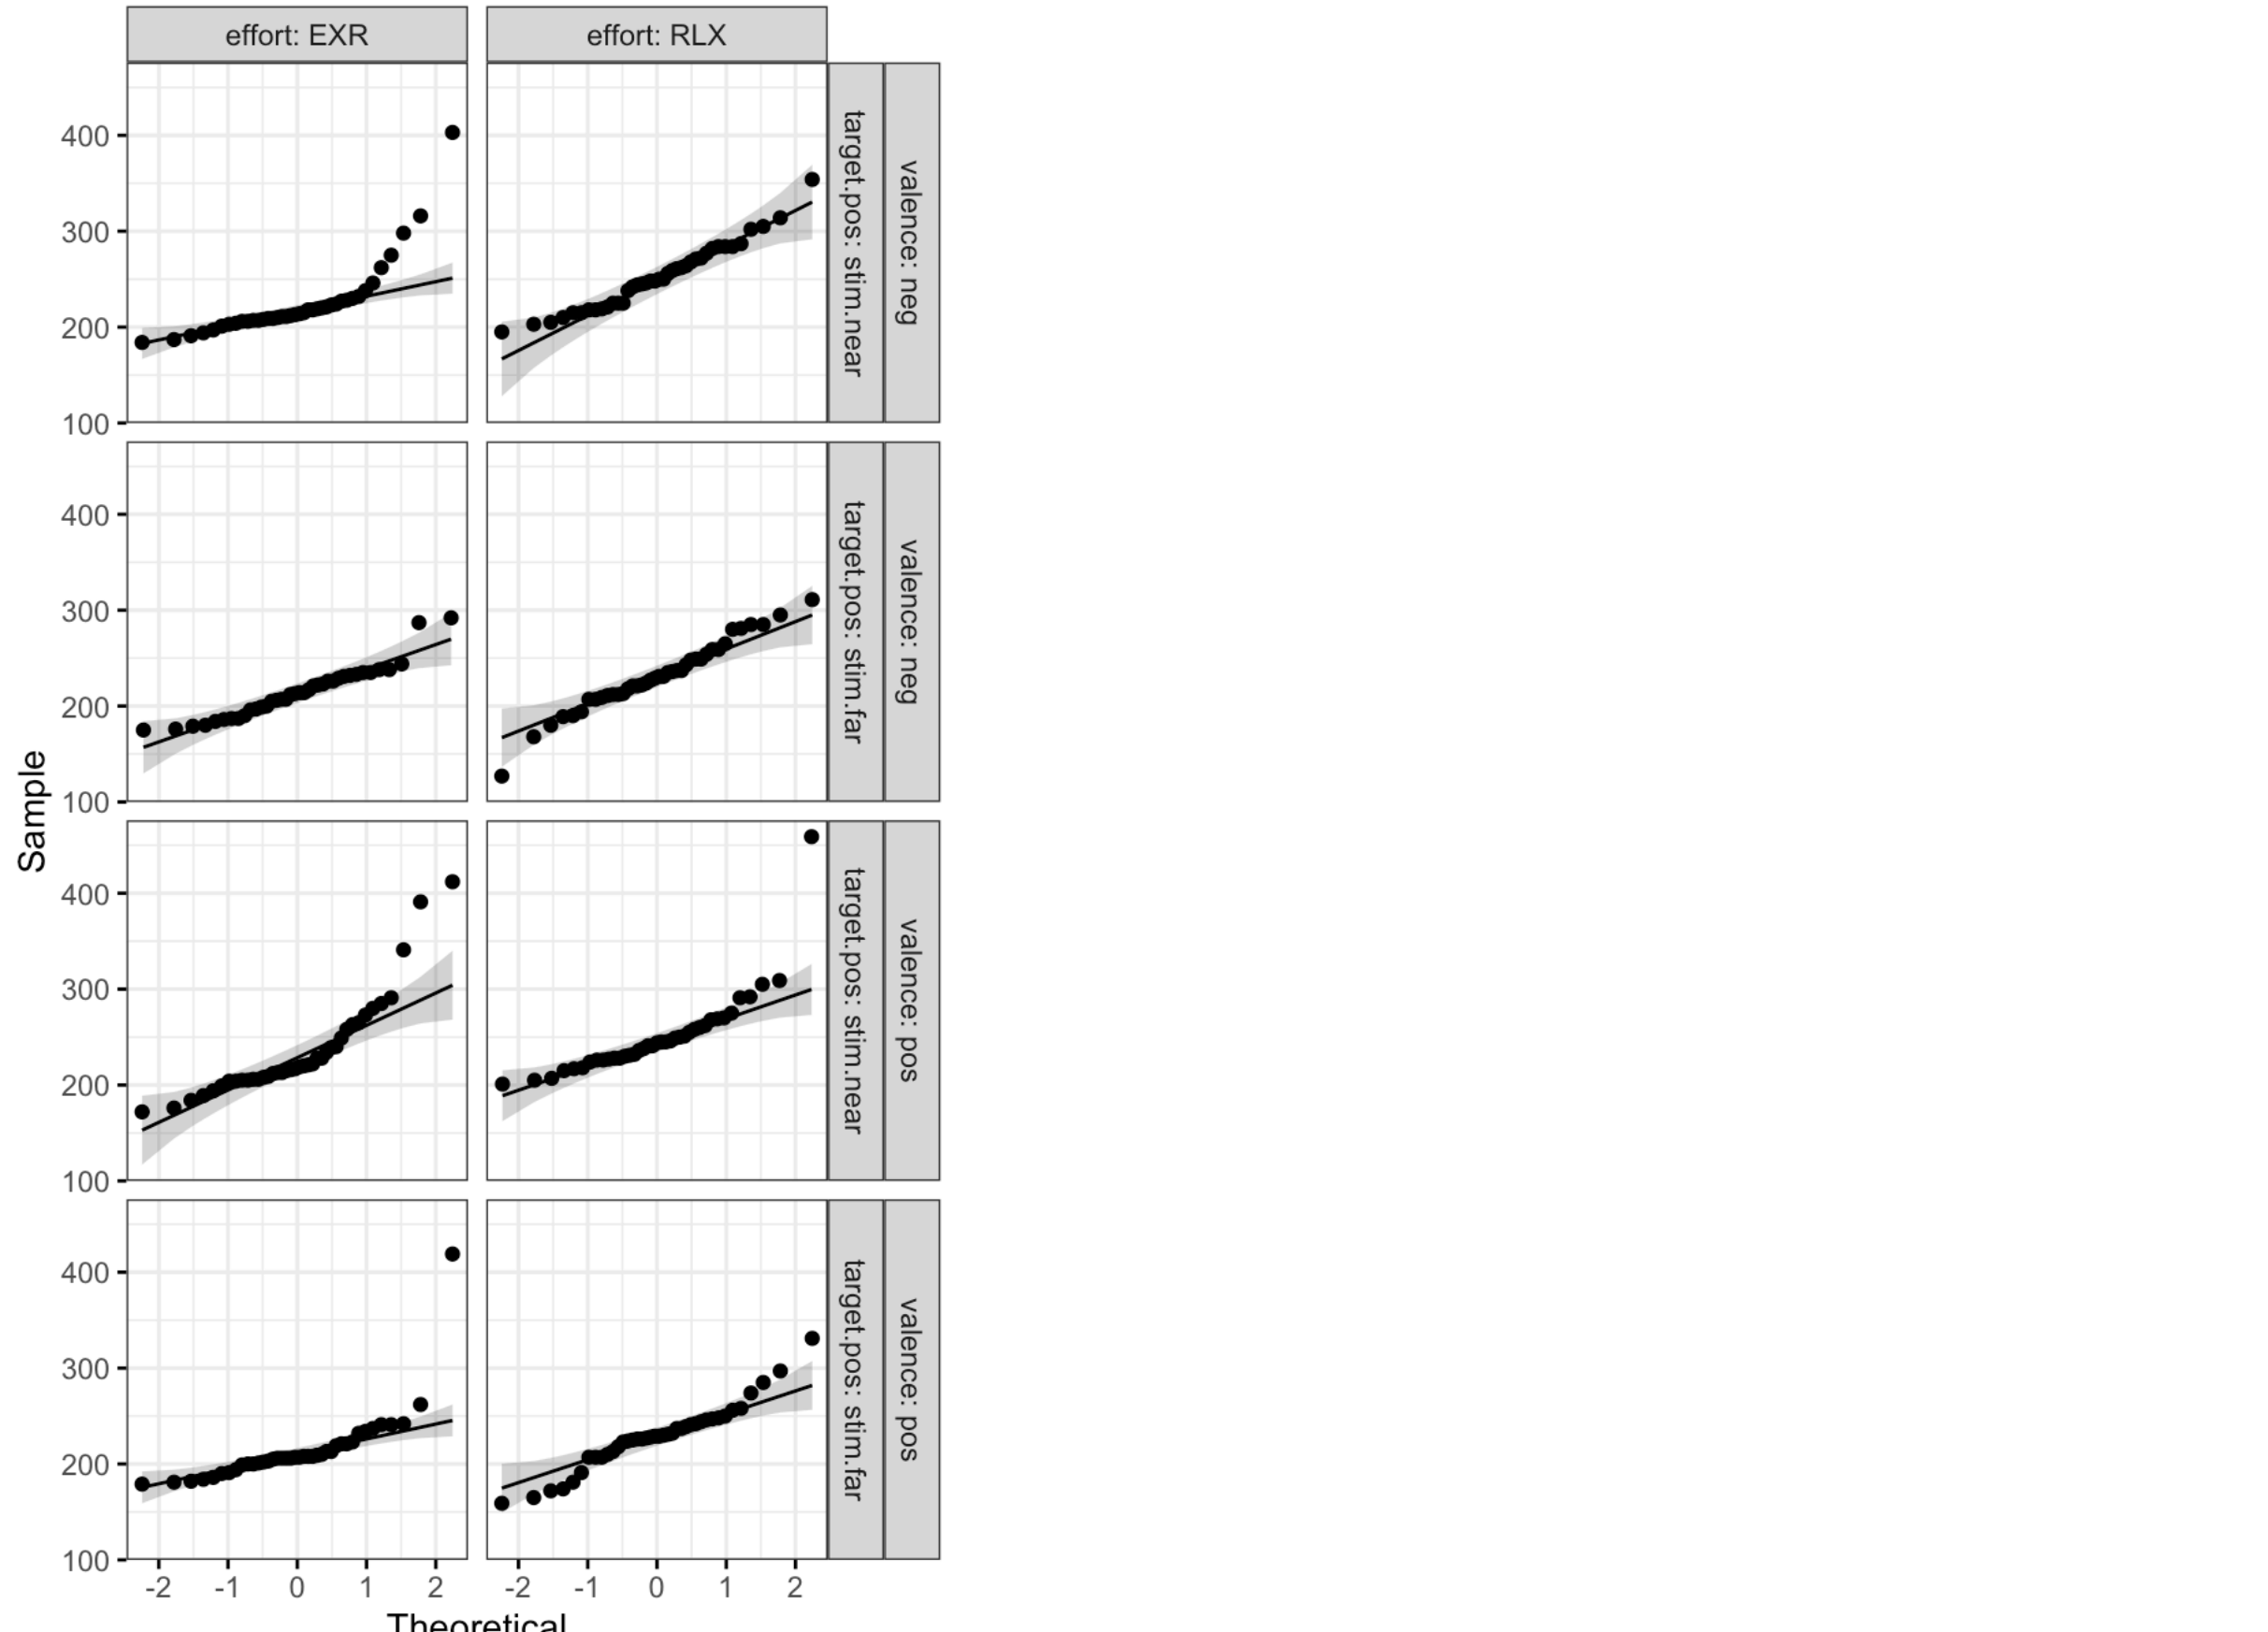 effort: EXR
effort: RLX
400
300
200
100
target.pos: stim.near
valence: neg
400
300
200
100
target.pos: stim.far
valence: neg
Sample
400
300
200
100
target.pos: stim.near
valence: pos
400
300
200
100
target.pos: stim.far
valence: pos
-2 -1 0 1 2 -2 -1 0 1 2
Theoretical